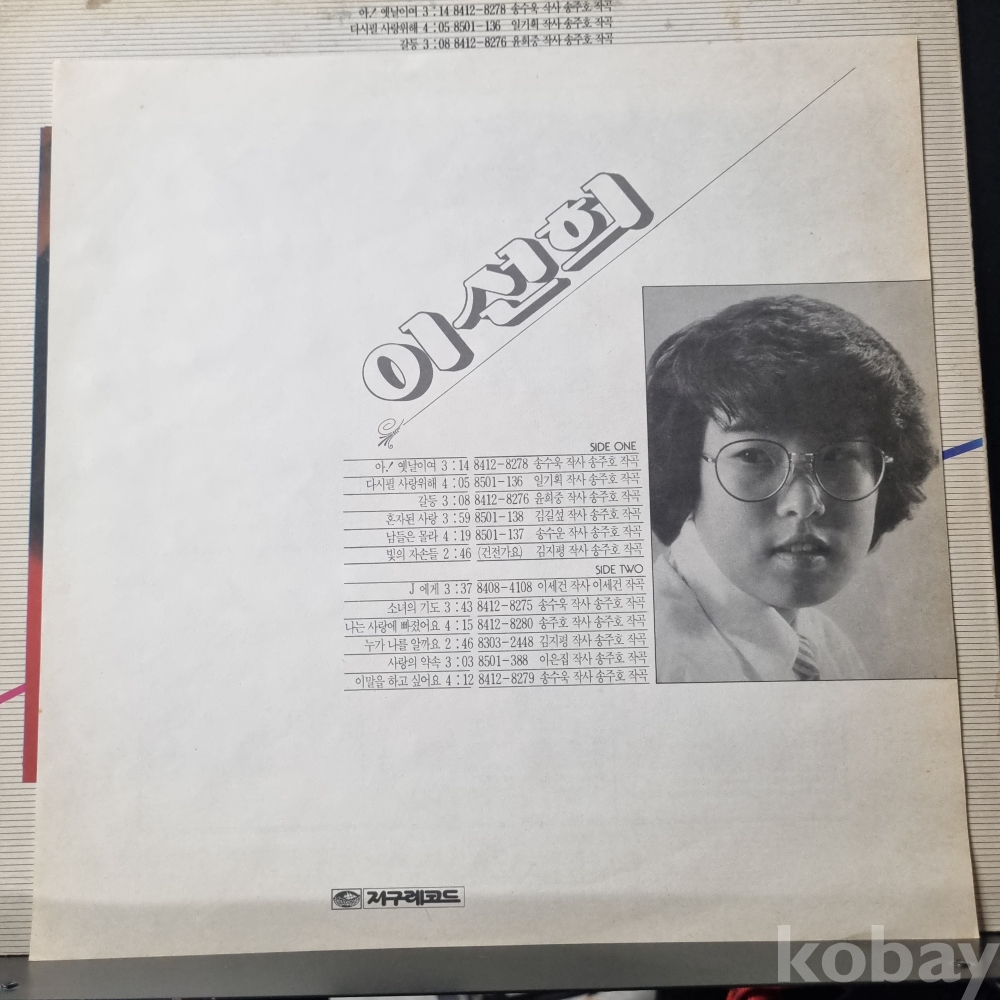 아! 옛날이여 3:14 8412-8278 송수욱 작사 송주호 작곡
다시필 사랑위해 4:05 8501-136 일기획 작사 송주호 작곡
갈등 3:08 8412-8276 윤희중 작사 송주호 작곡
이선희
SIDE ONE
아! 옛날이여 3:14 8412-8278 송수욱 작사 송주호 작곡
다시필 사랑위해 4:05 8501-136 일기획 작사 송주호 작곡
갈등 3:08 8412-8276 윤희중 작사 송주호 작곡
혼자된 사랑 3:59 8501-138 김길섭 작사 송주호 작곡
남들은 몰라 4:19 8501-137 송수운 작사 송주호 작곡
빛의 자손들 2:46 (건전가요) 김지평 작사 송주호 작곡
SIDE TWO
J 에게 3:37 8408-4108 이세건 작사 이세건 작곡
소녀의 기도 3:43 8412-8275 송수욱 작사 송주호 작곡
나는 사랑에 빠졌어요 4:15 8412-8280 송주호 작사 송주호 작곡
누가 나를 알까요 2:46 8303-2448 김지평 작사 송주호 작곡
사랑의 약속 3:03 8501-388 이은집 작사 송주호 작곡
이말을 하고 싶어요 4:12 8412-8279 송수욱 작사 송주호 작곡
지구레코드
kobay